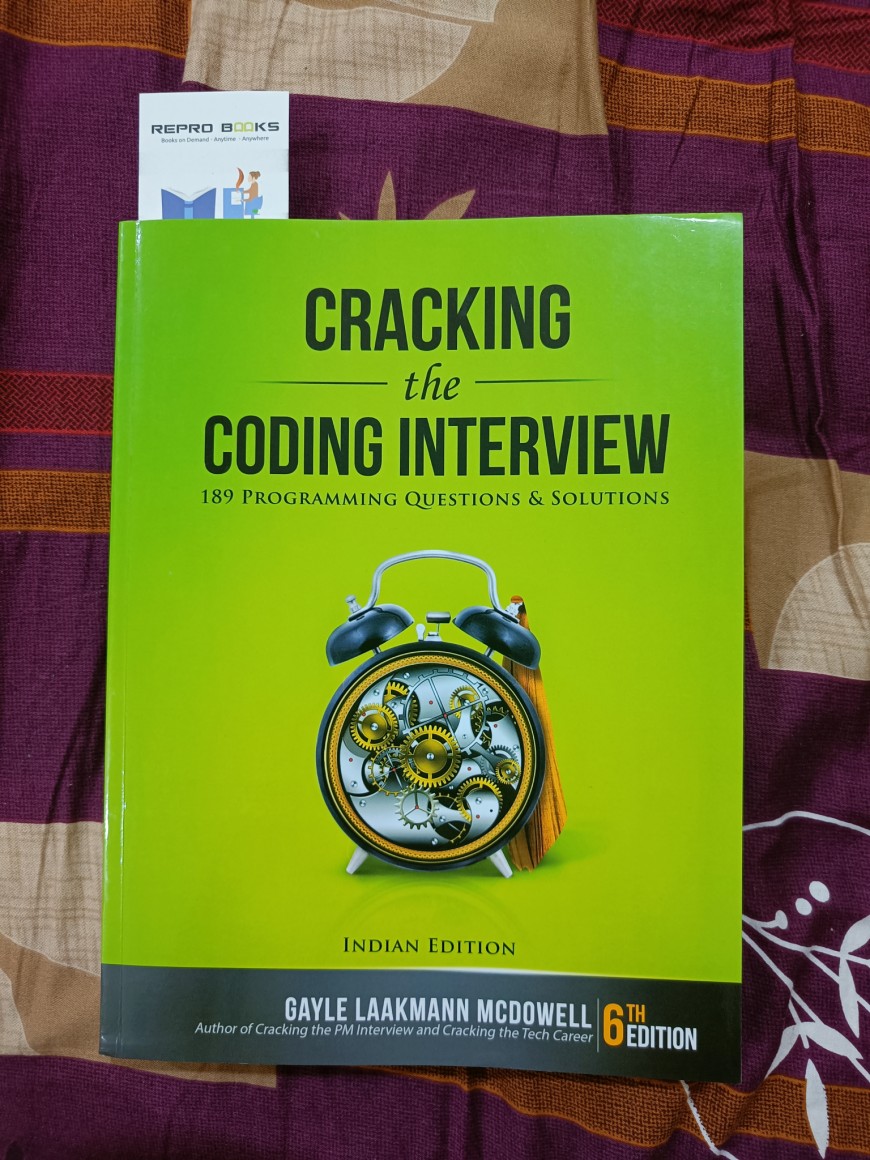 REPRO BOOKS
Books on Demand · Anytime · Anywhere
CRACKING
the
CODING INTERVIEW
189 Programming Questions & Solutions
Indian Edition
GAYLE LAAKMANN MCDOWELL
Author of Cracking the PM Interview and Cracking the Tech Career
6TH
EDITION